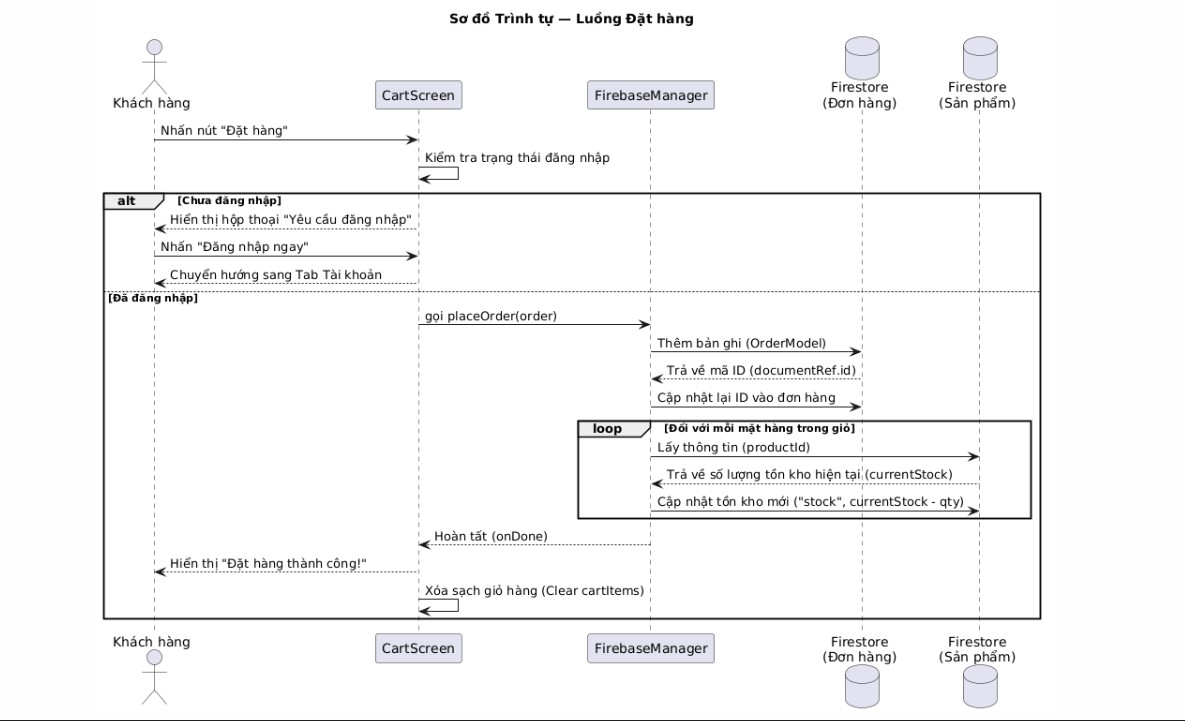 Sơ đồ Trình tự — Luồng Đặt hàng
Khách hàng
CartScreen
FirebaseManager
Firestore
(Đơn hàng)
Firestore
(Sản phẩm)
Nhấn nút "Đặt hàng"
Kiểm tra trạng thái đăng nhập
alt
[Chưa đăng nhập]
Hiển thị hộp thoại "Yêu cầu đăng nhập"
Nhấn "Đăng nhập ngay"
Chuyển hướng sang Tab Tài khoản
[Đã đăng nhập]
gọi placeOrder(order)
Thêm bản ghi (OrderModel)
Trả về mã ID (documentRef.id)
Cập nhật lại ID vào đơn hàng
loop
[Đối với mỗi mặt hàng trong giỏ]
Lấy thông tin (productId)
Trả về số lượng tồn kho hiện tại (currentStock)
Cập nhật tồn kho mới ("stock", currentStock - qty)
Hoàn tất (onDone)
Hiển thị "Đặt hàng thành công!"
Xóa sạch giỏ hàng (Clear cartItems)
Khách hàng
CartScreen
FirebaseManager
Firestore
(Đơn hàng)
Firestore
(Sản phẩm)